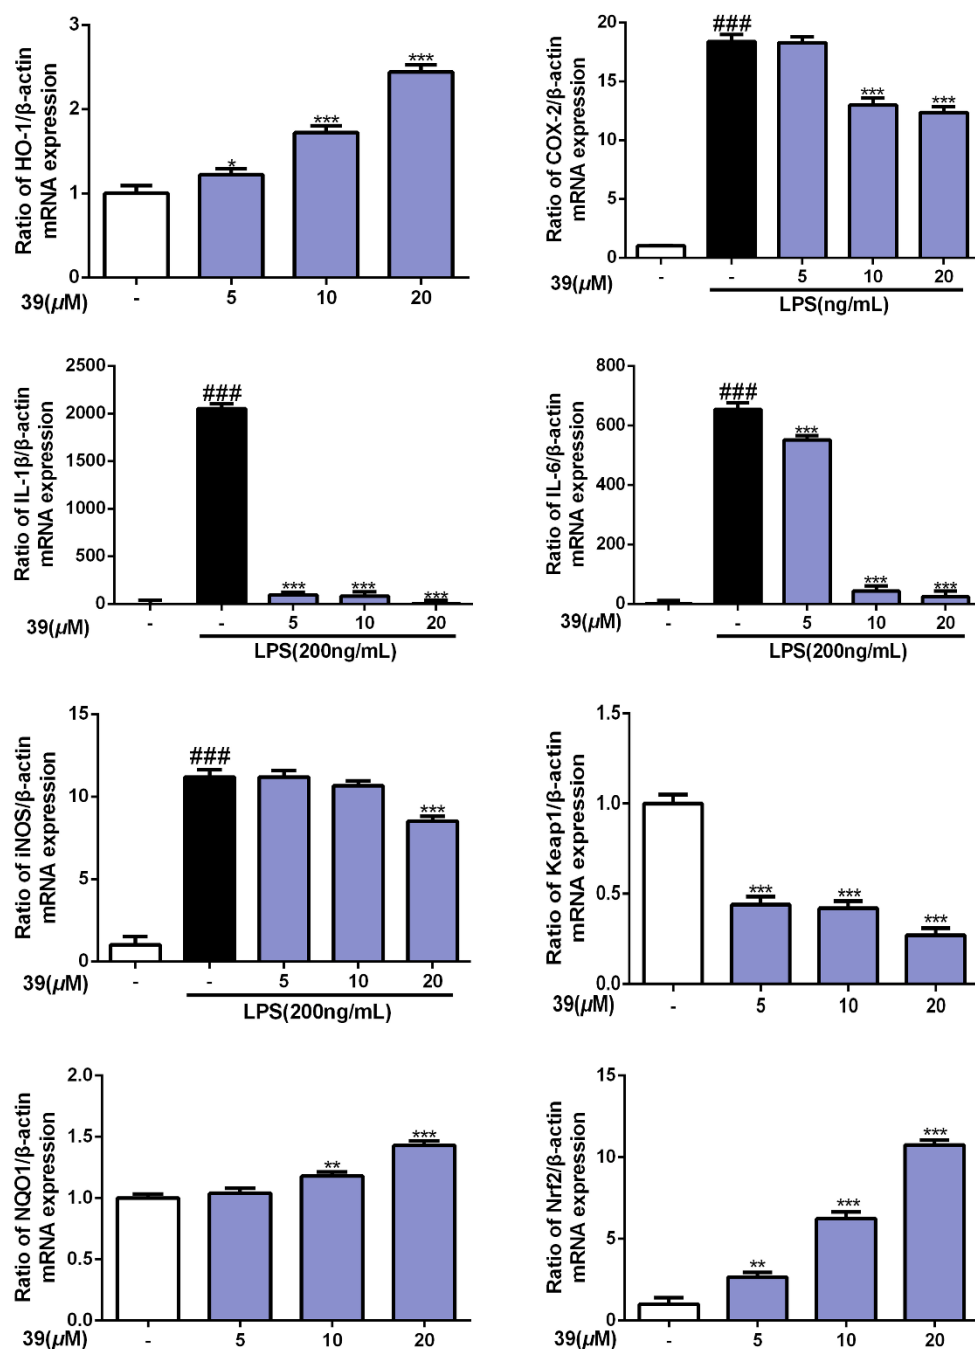 Ratio of HO-1/β-actin
mRNA expression
3
2
1
0
*
***
***
39(μM)
- 5 10 20
Ratio of COX-2/β-actin
mRNA expression
20
15
10
5
0
###
***
***
39(μM)
- - 5 10 20
LPS(ng/mL)
Ratio of IL-1β/β-actin
mRNA expression
2500
2000
1500
1000
500
0
###
***
***
***
39(μM)
- - 5 10 20
LPS(200ng/mL)
Ratio of IL-6/β-actin
mRNA expression
800
600
400
200
0
###
***
***
***
39(μM)
- - 5 10 20
LPS(200ng/mL)
Ratio of iNOS/β-actin
mRNA expression
15
10
5
0
###
***
39(μM)
- - 5 10 20
LPS(200ng/mL)
Ratio of Keap1/β-actin
mRNA expression
1.5
1.0
0.5
0.0
***
***
***
39(μM)
- 5 10 20
Ratio of NQO1/β-actin
mRNA expression
2.0
1.5
1.0
0.5
0.0
**
***
39(μM)
- 5 10 20
Ratio of Nrf2/β-actin
mRNA expression
15
10
5
0
**
***
***
39(μM)
- 5 10 20